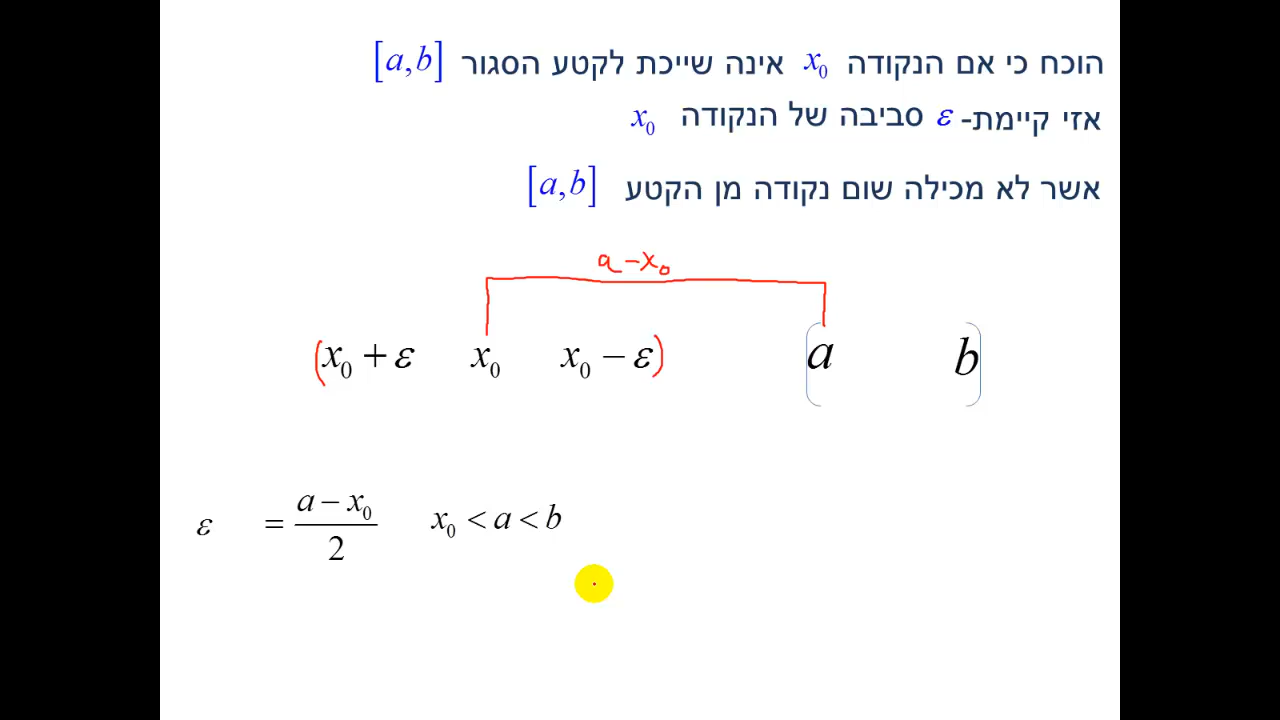 הוכח כי אם הנקודה x₀ אינה שייכת לקטע הסגור [a,b]
אזי קיימת- ε סביבה של הנקודה x₀
אשר לא מכילה שום נקודה מן הקטע [a,b]
a-x₀
(x₀+ε x₀ x₀-ε) [a b]
ε = (a-x₀)/2 x₀<a<b